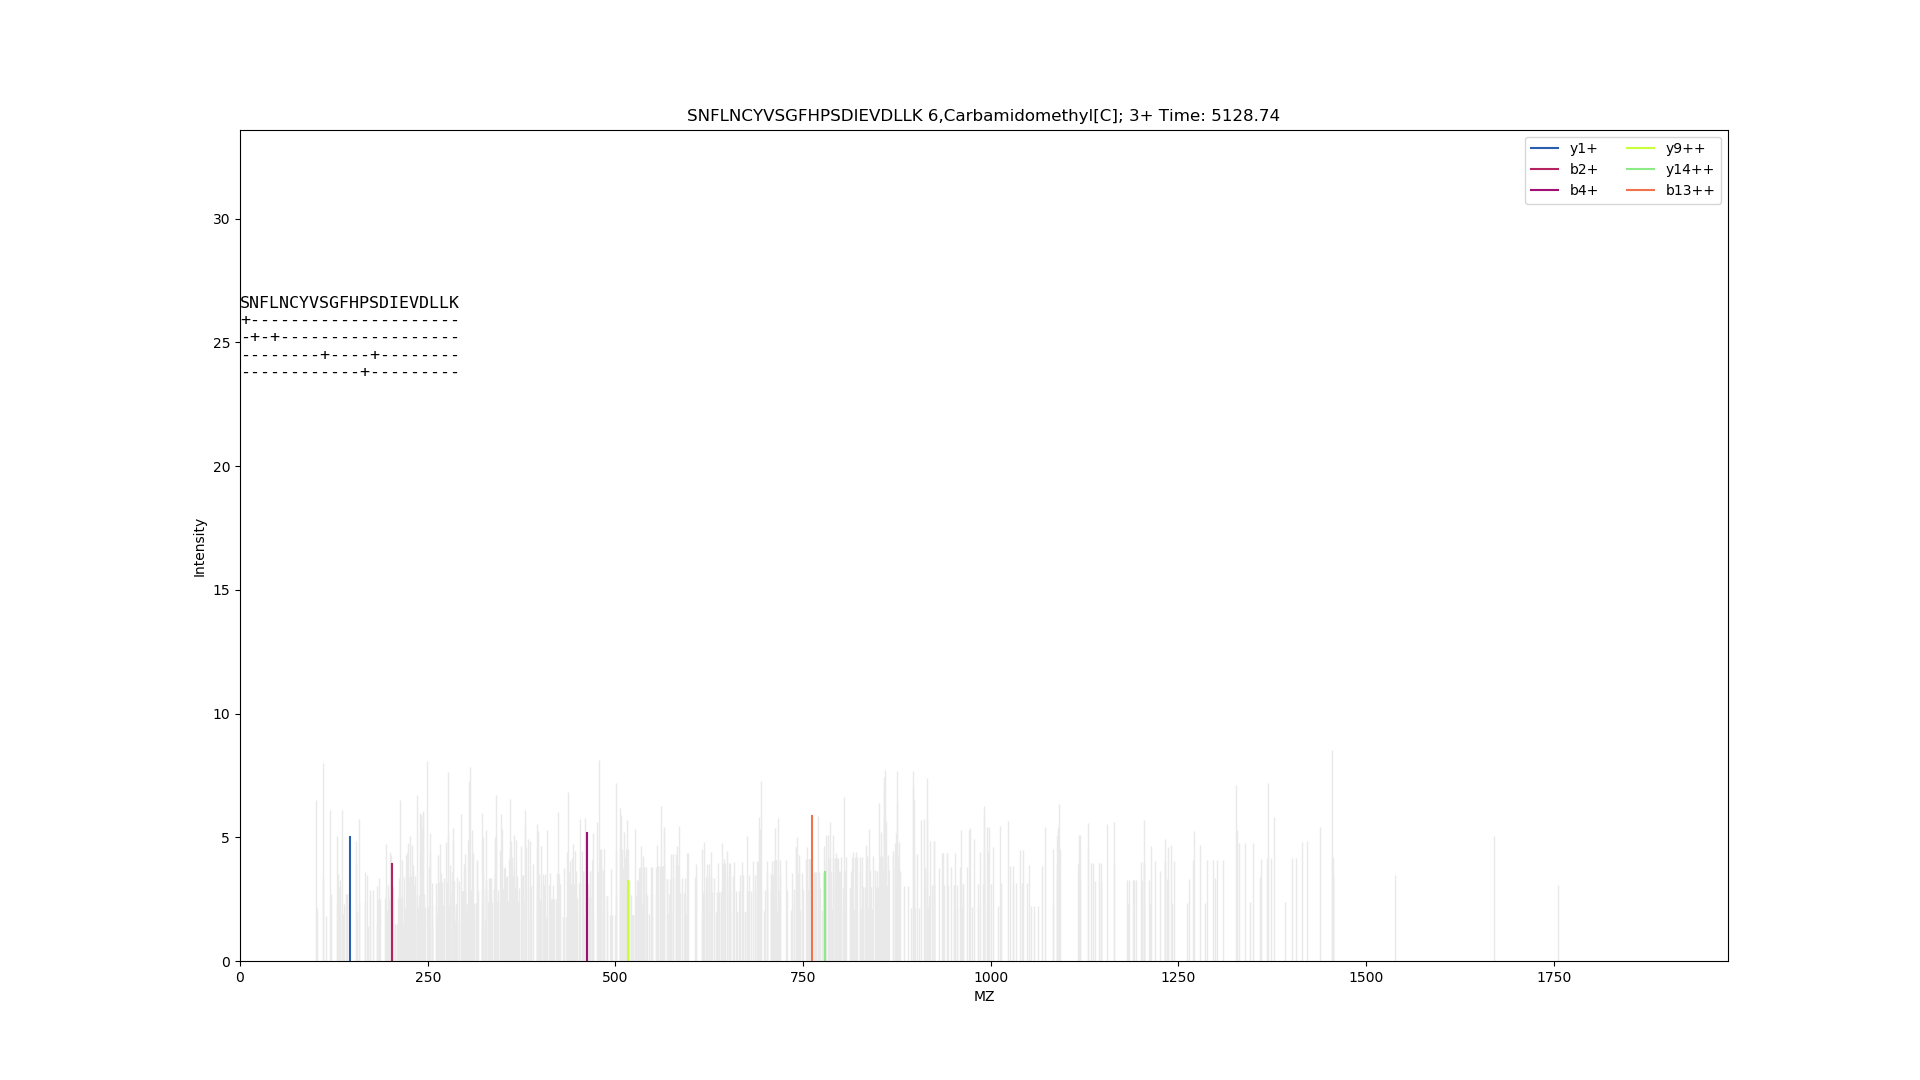 SNFLNCYVSGFHPSDIEVDLLK 6,Carbamidomethyl[C]; 3+ Time: 5128.74
y1+ y9++
b2+ y14++
b4+ b13++
30
SNFLNCYVSGFHPSDIEVDLLK
+---------------------
-+-+------------------
--------+----+--------
------------+---------
25
20
15
10
5
0
Intensity
0 250 500 750 1000 1250 1500 1750
MZ